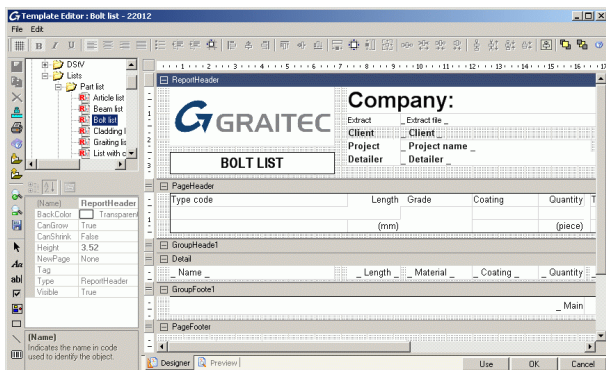 Template Editor : Bolt list - 22012
File Edit
DStV
Lists
Part list
Article list
Beam list
Bolt list
Cladding l
Graiting lis
List with c
(Name) ReportHeader
BackColor Transparent
CanGrow True
CanShrink False
Height 3.52
NewPage None
Tag
Type ReportHeader
Visible True
(Name)
Indicates the name in code
used to identify the object.
ReportHeader
GRAITEC
BOLT LIST
Company:
Extract _ Extract file _
Client _ Client _
Project _ Project name _
Detailer _ Detailer _
PageHeader
Type code Length Grade Coating Quantity T
(mm) (piece)
GroupHeade1
Detail
_ Name _ _ Length _ _ Material _ _ Coating _ _ Quantity
GroupFoote1
_ Main
PageFooter
Designer Preview
Use OK Cancel